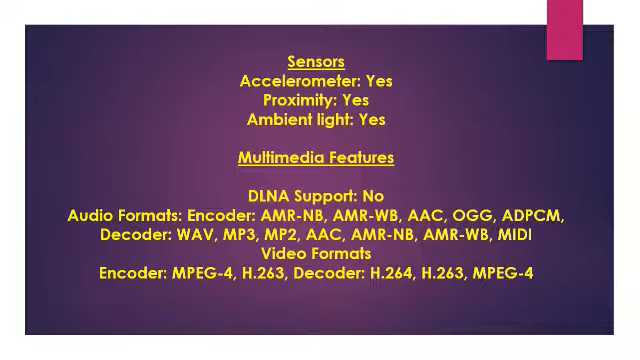 Sensors
Accelerometer: Yes
Proximity: Yes
Ambient light: Yes
Multimedia Features
DLNA Support: No
Audio Formats: Encoder: AMR-NB, AMR-WB, AAC, OGG, ADPCM,
Decoder: WAV, MP3, MP2, AAC, AMR-NB, AMR-WB, MIDI
Video Formats
Encoder: MPEG-4, H.263, Decoder: H.264, H.263, MPEG-4